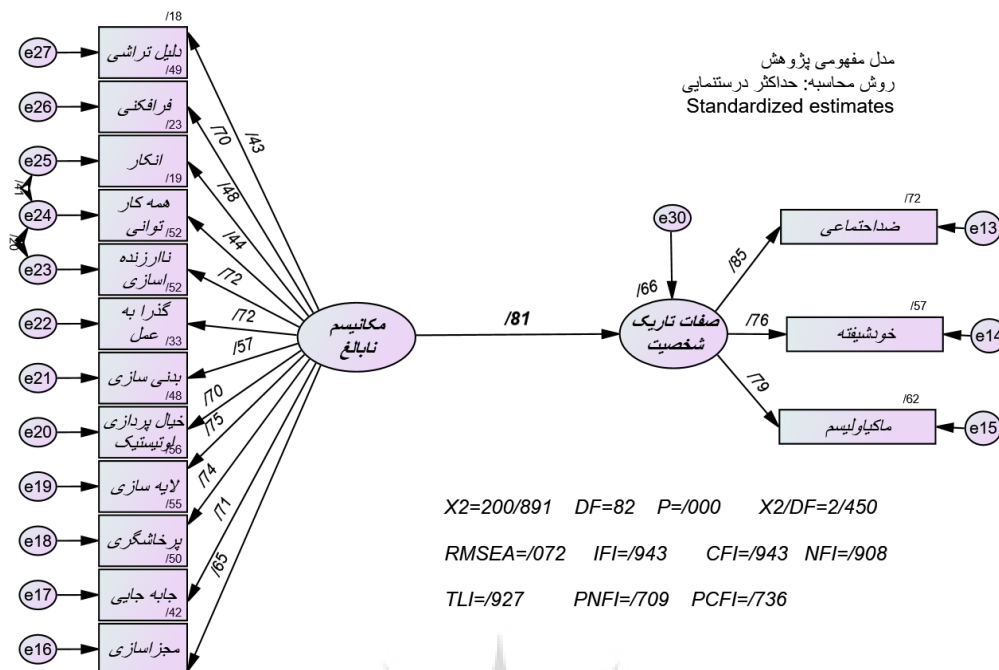 مدل مفهومی پژوهش
روش محاسبه: حداکثر درستنمایی
Standardized estimates
/18
e27
دلیل تراشی
/49
e26
فرافکنی
/23
e25
انکار
/19
e24
همه کار
توانی
/52
e23
ناارزنده
اسازی
/52
e22
گذرا به
عمل
/33
e21
بدنی سازی
/48
e20
خیال پردازی
اوتیستیک
/56
e19
لایه سازی
/55
e18
پرخاشگری
/50
e17
جابه جایی
/42
e16
مجزاسازی
/41
/20
/43
/70
/48
/44
/72
/72
/57
/70
/75
/74
/71
/65
مکانیسم
نابالغ
/81
e30
/66
صفات تاریک
شخصیت
/85
/76
/79
/72
ضداحتماعی
e13
/57
خودشیفته
e14
/62
ماکیاولیسم
e15
X2=200/891 DF=82 P=/000 X2/DF=2/450
RMSEA=/072 IFI=/943 CFI=/943 NFI=/908
TLI=/927 PNFI=/709 PCFI=/736